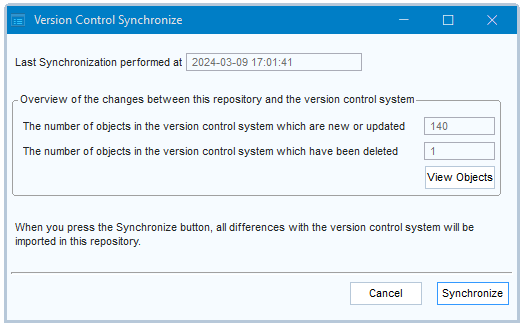 Version Control Synchronize
Last Synchronization performed at 2024-03-09 17:01:41
Overview of the changes between this repository and the version control system
The number of objects in the version control system which are new or updated 140
The number of objects in the version control system which have been deleted 1
View Objects
When you press the Synchronize button, all differences with the version control system will be
imported in this repository.
Cancel Synchronize